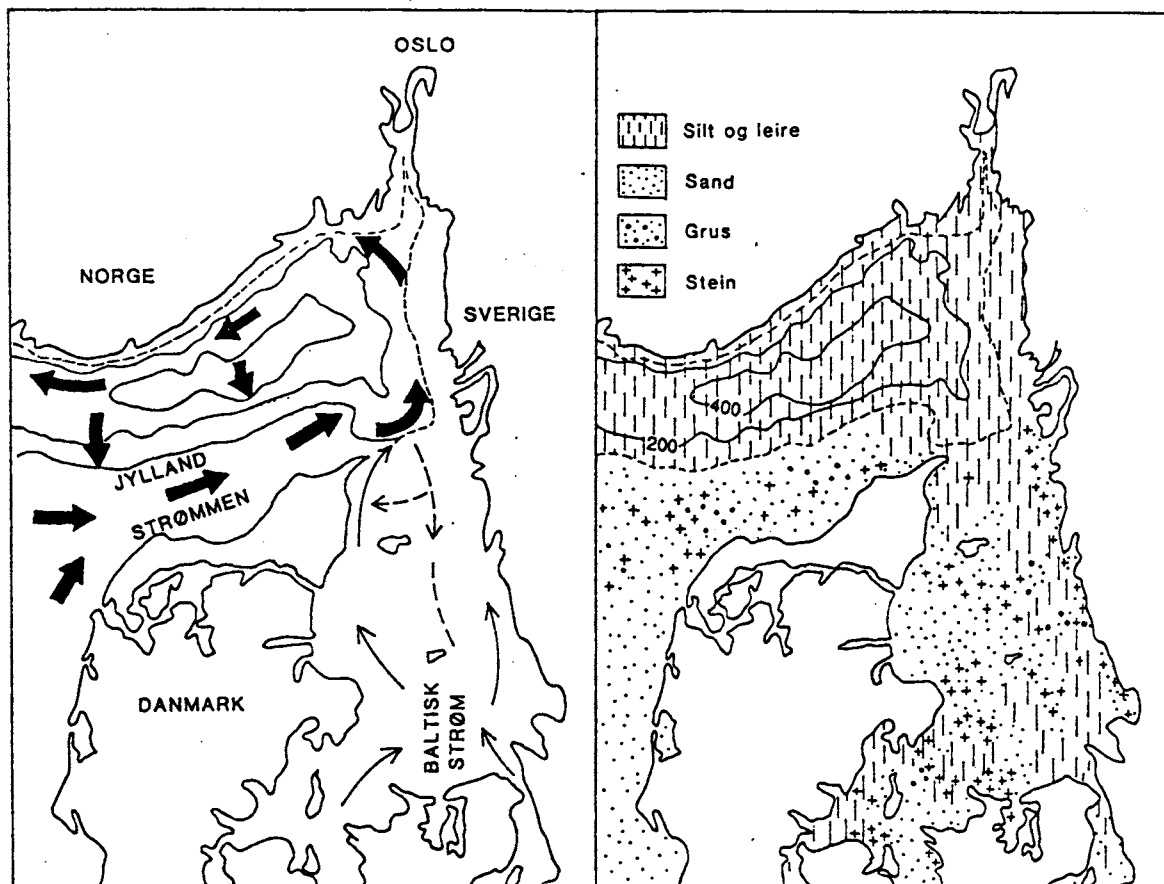 OSLO
NORGE
SVERIGE
JYLLAND
STRØMMEN
DANMARK
BALTISK
STRØM
Silt og leire
Sand
Grus
Stein
400
200